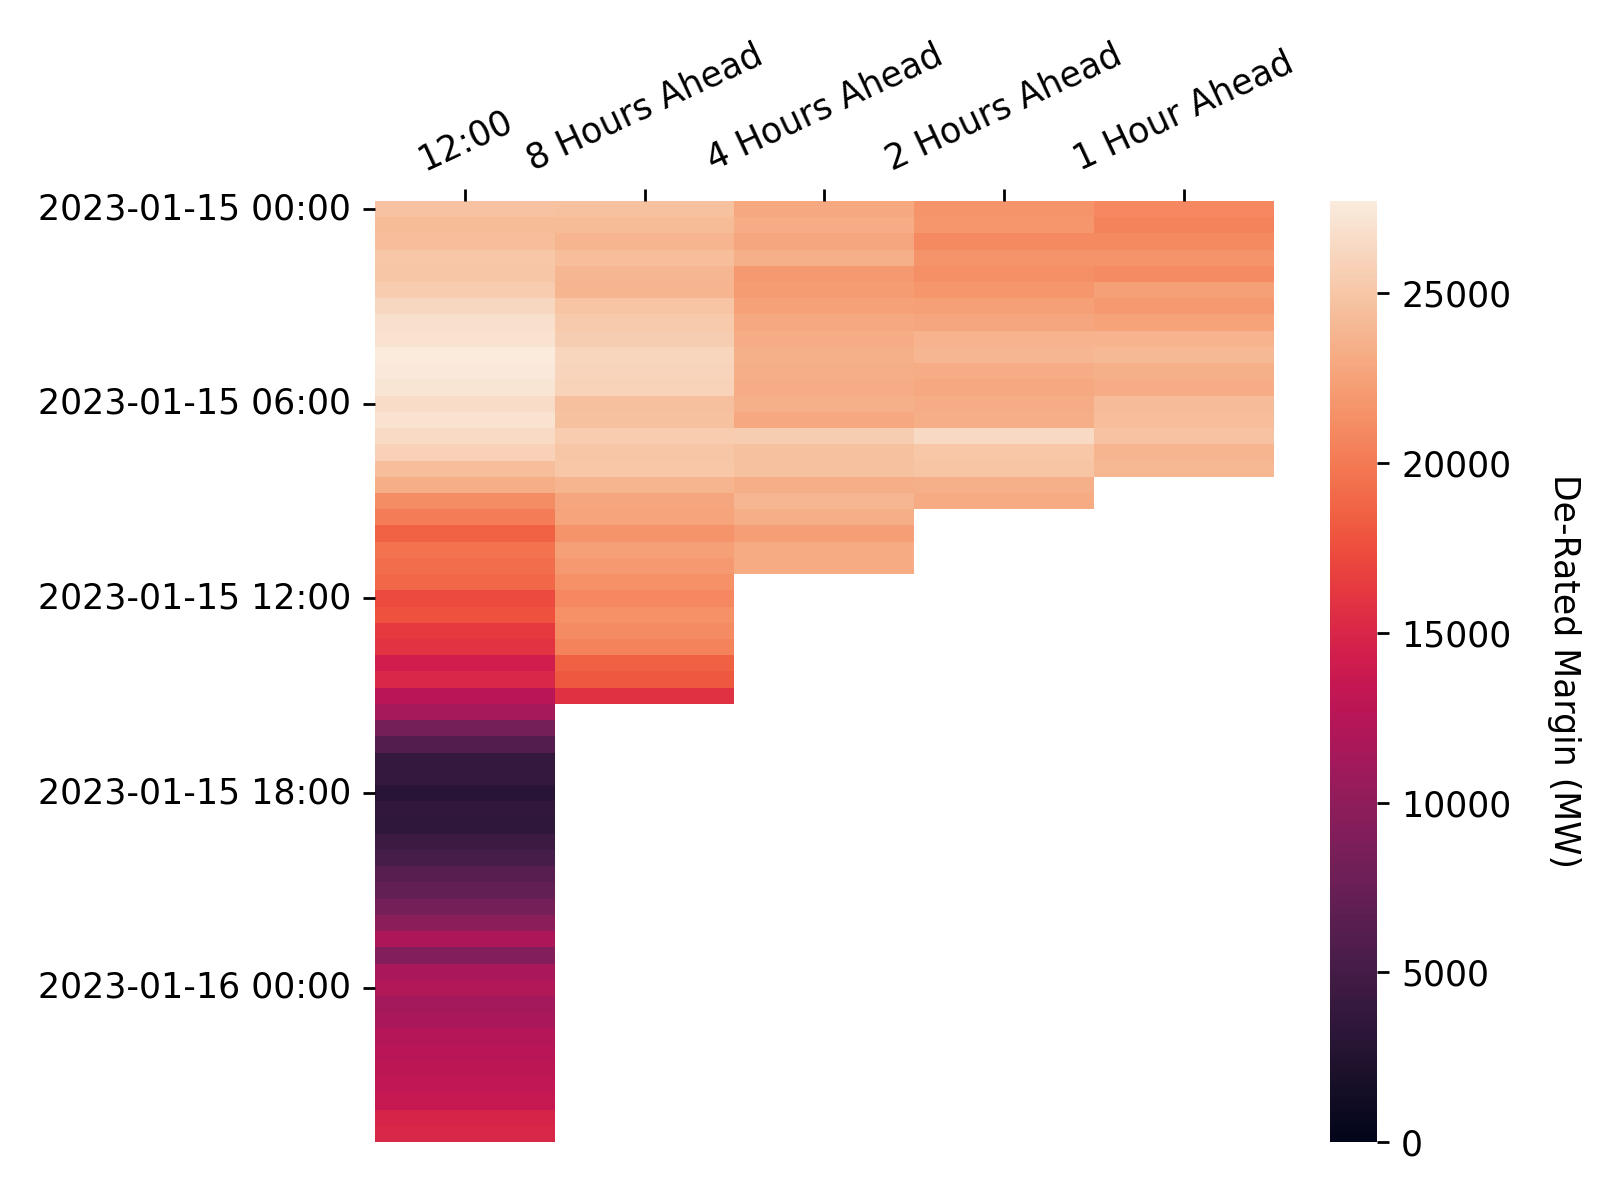 12:00
8 Hours Ahead
4 Hours Ahead
2 Hours Ahead
1 Hour Ahead
2023-01-15 00:00
2023-01-15 06:00
2023-01-15 12:00
2023-01-15 18:00
2023-01-16 00:00
25000
20000
15000
10000
5000
0
De-Rated Margin (MW)